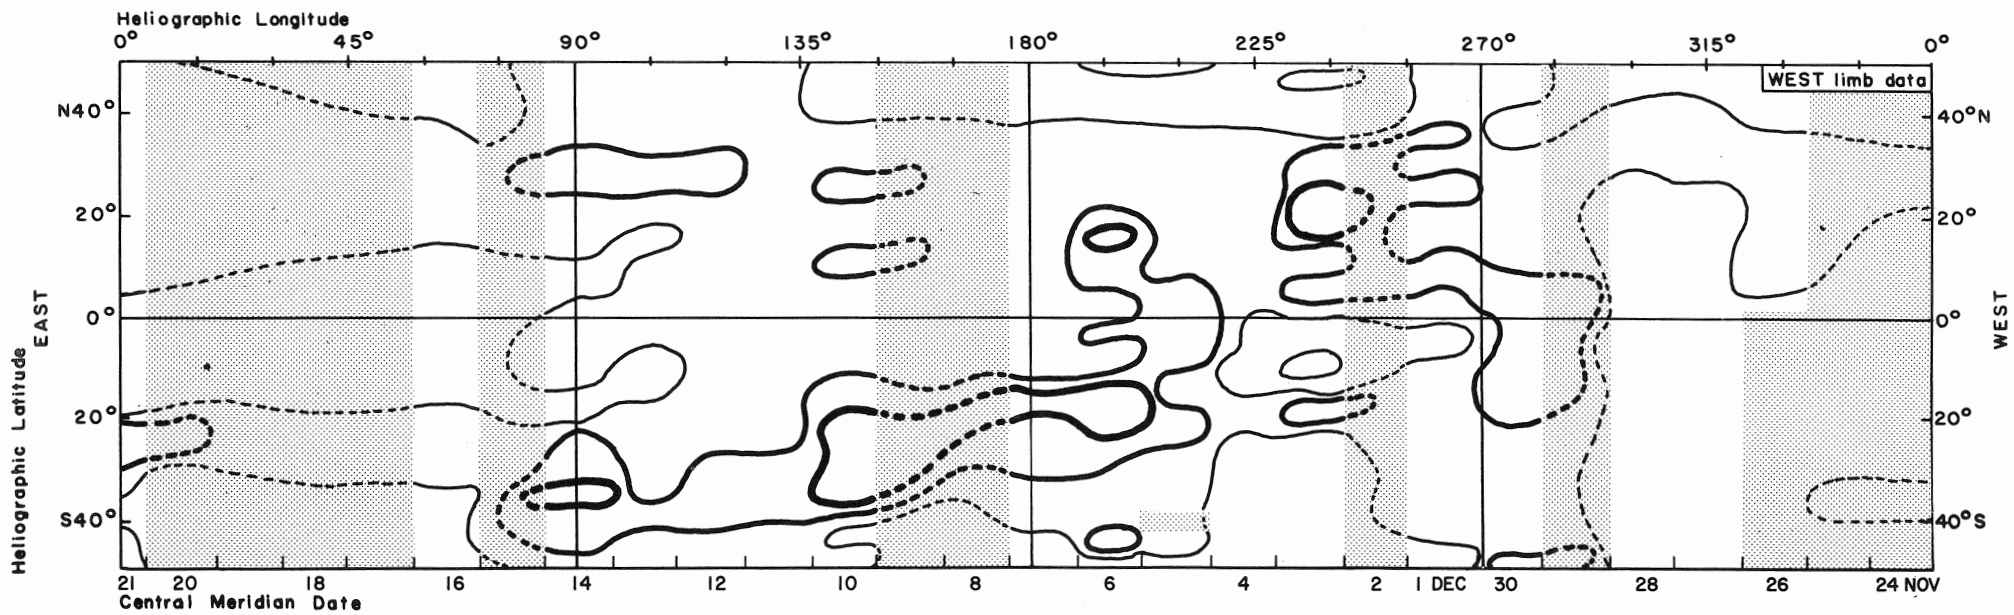 Heliographic Longitude
0° 45° 90° 135° 180° 225° 270° 315° 0°
WEST limb data
N40° 40°N
20° 20°
EAST 0° 0° WEST
Heliographic Latitude
20° 20°
S40° 40°S
21 20 18 16 14 12 10 8 6 4 2 1 DEC 30 28 26 24 NOV
Central Meridian Date